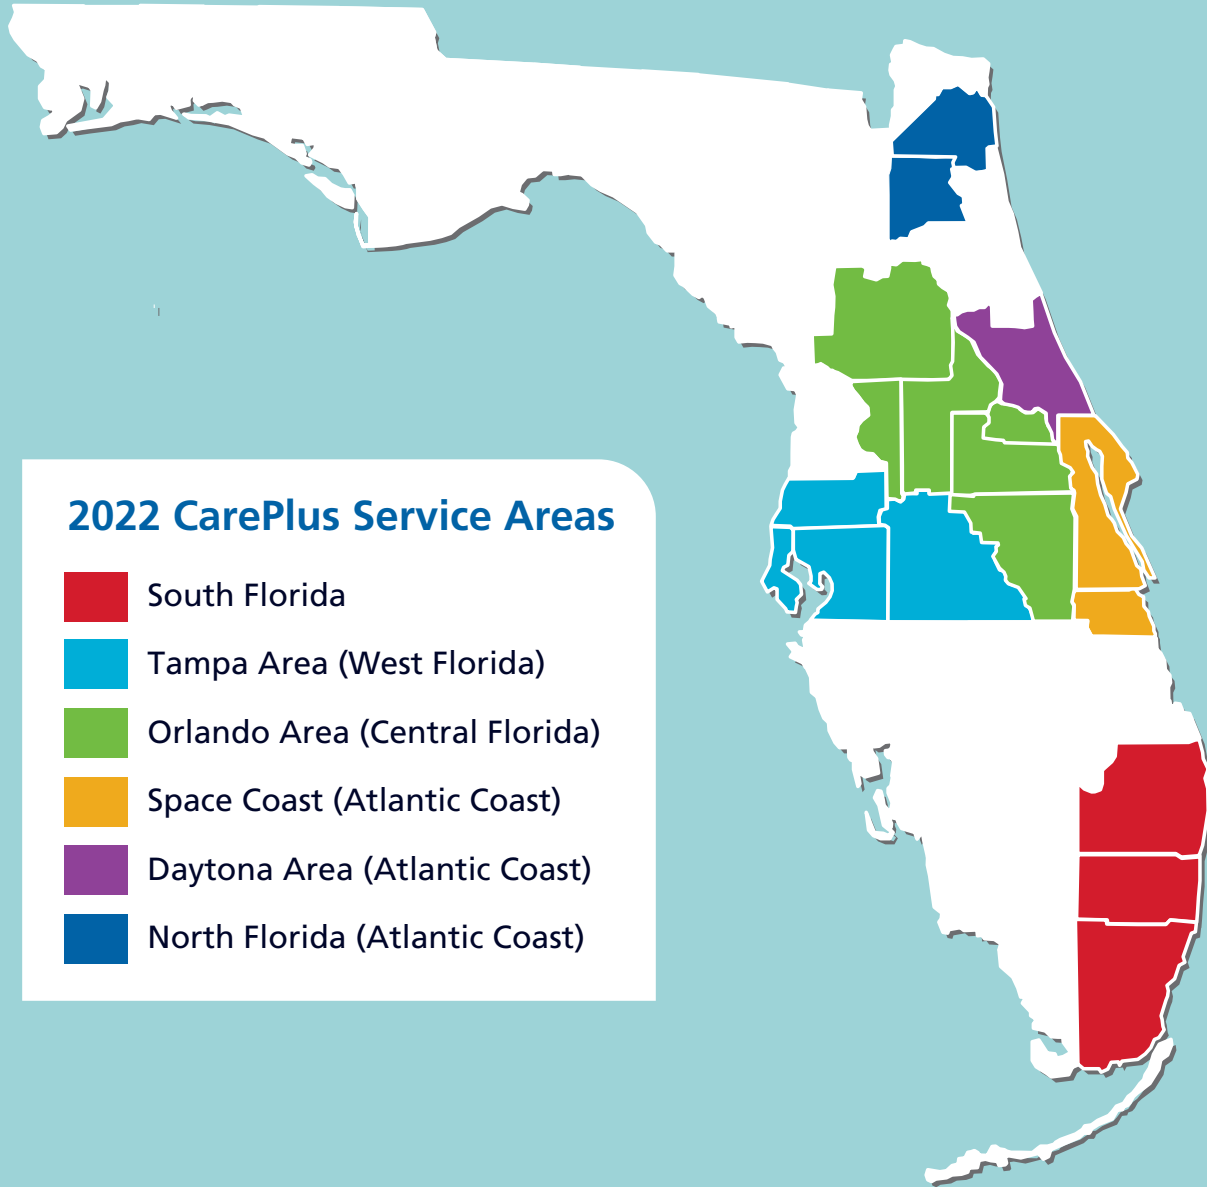 2022 CarePlus Service Areas
South Florida
Tampa Area (West Florida)
Orlando Area (Central Florida)
Space Coast (Atlantic Coast)
Daytona Area (Atlantic Coast)
North Florida (Atlantic Coast)